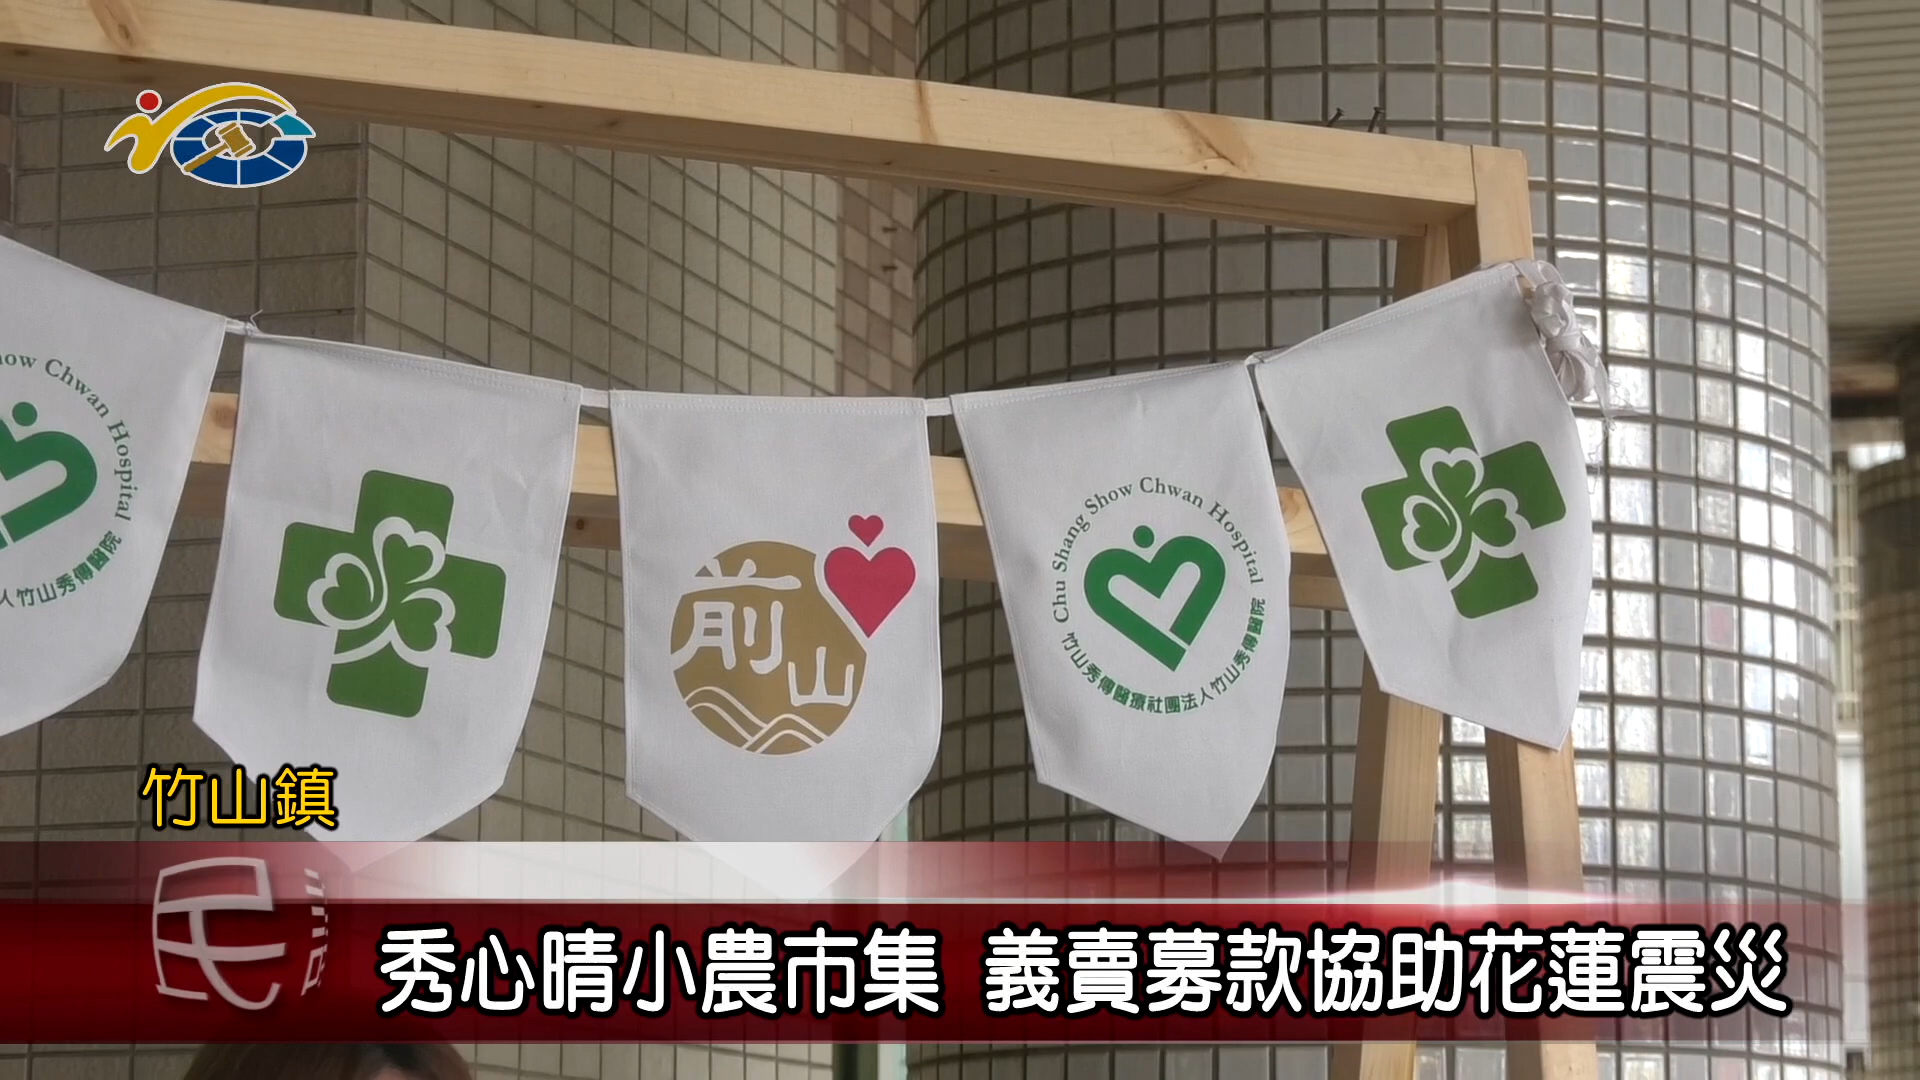 how Chwan Hospital
人竹山秀傳醫院
前山
Chu Shang Show Chwan Hospital
竹山秀傳醫療社團法人竹山秀傳醫院
竹山鎮
民
秀心晴小農市集 義賣募款協助花蓮震災